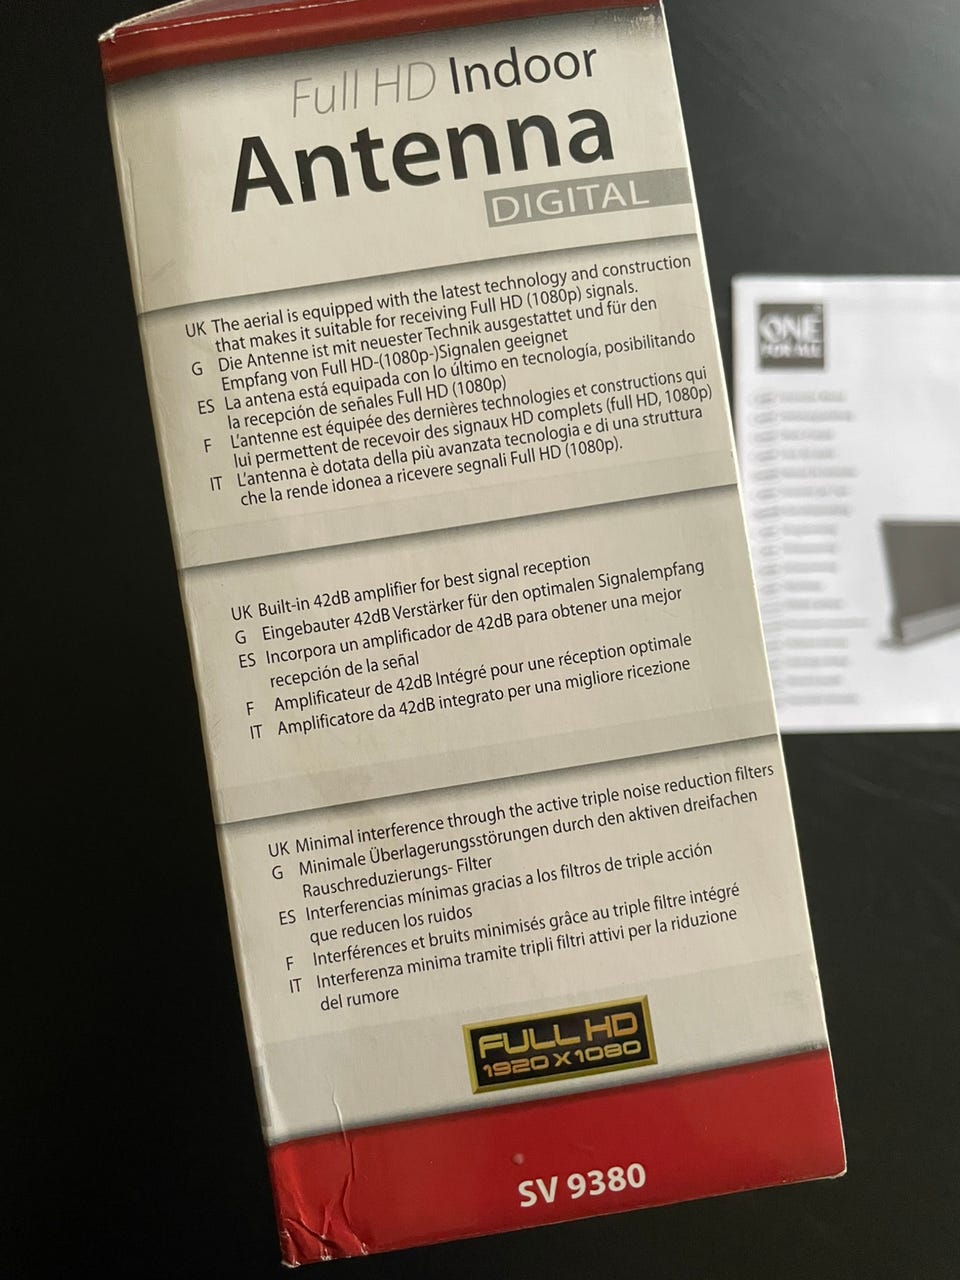 Full HD Indoor
Antenna
DIGITAL
UK The aerial is equipped with the latest technology and construction
that makes it suitable for receiving Full HD (1080p) signals.
G Die Antenne ist mit neuester Technik ausgestattet und für den
Empfang von Full HD-(1080p-)Signalen geeignet
ES La antena está equipada con lo último en tecnología, posibilitando
la recepción de señales Full HD (1080p)
F L'antenne est équipée des dernières technologies et constructions qui
lui permettent de recevoir des signaux HD complets (full HD, 1080p)
IT L'antenna è dotata della più avanzata tecnologia e di una struttura
che la rende idonea a ricevere segnali Full HD (1080p).
UK Built-in 42dB amplifier for best signal reception
G Eingebauter 42dB Verstärker für den optimalen Signalempfang
ES Incorpora un amplificador de 42dB para obtener una mejor
recepción de la señal
F Amplificateur de 42dB Intégré pour une réception optimale
IT Amplificatore da 42dB integrato per una migliore ricezione
UK Minimal interference through the active triple noise reduction filters
G Minimale Überlagerungsstörungen durch den aktiven dreifachen
Rauschreduzierungs- Filter
ES Interferencias mínimas gracias a los filtros de triple acción
que reducen los ruidos
F Interférences et bruits minimisés grâce au triple filtre intégré
IT Interferenza minima tramite tripli filtri attivi per la riduzione
del rumore
FULL HD
1920 X 1080
SV 9380
ONE
FOR ALL